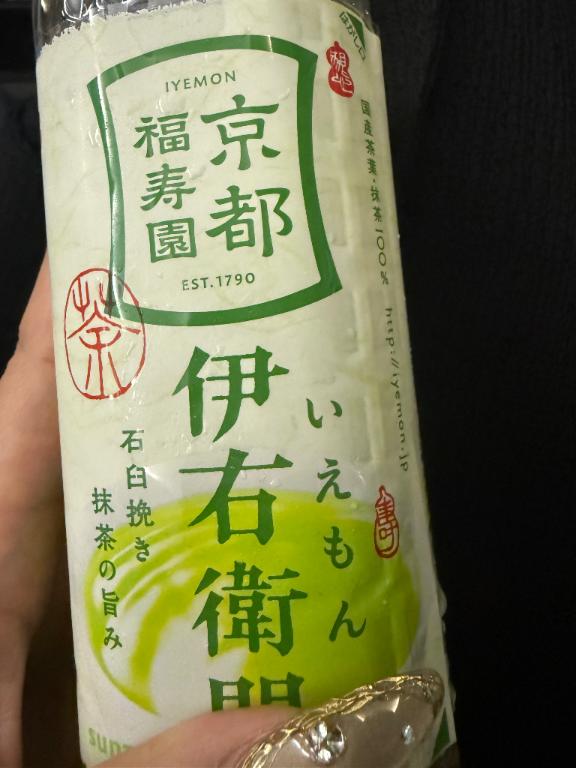 IYEMON
京都
福寿園
EST.1790
茶
国産茶葉・抹茶100%
http://iyemon.jp
伊右衛門
いえもん
石臼挽き
抹茶の旨み